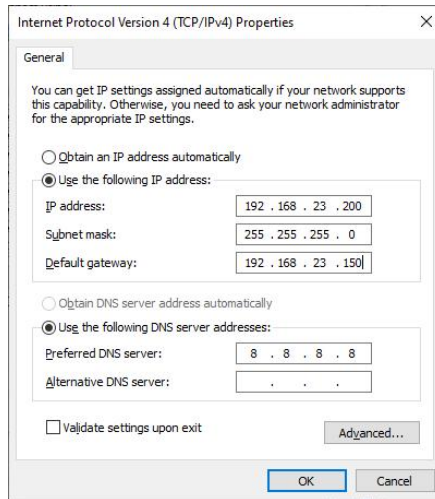 Internet Protocol Version 4 (TCP/IPv4) Properties
General
You can get IP settings assigned automatically if your network supports
this capability. Otherwise, you need to ask your network administrator
for the appropriate IP settings.
Obtain an IP address automatically
Use the following IP address:
IP address: 192 . 168 . 23 . 200
Subnet mask: 255 . 255 . 255 . 0
Default gateway: 192 . 168 . 23 . 150
Obtain DNS server address automatically
Use the following DNS server addresses:
Preferred DNS server: 8 . 8 . 8 . 8
Alternative DNS server: . . .
Validate settings upon exit
Advanced...
OK Cancel